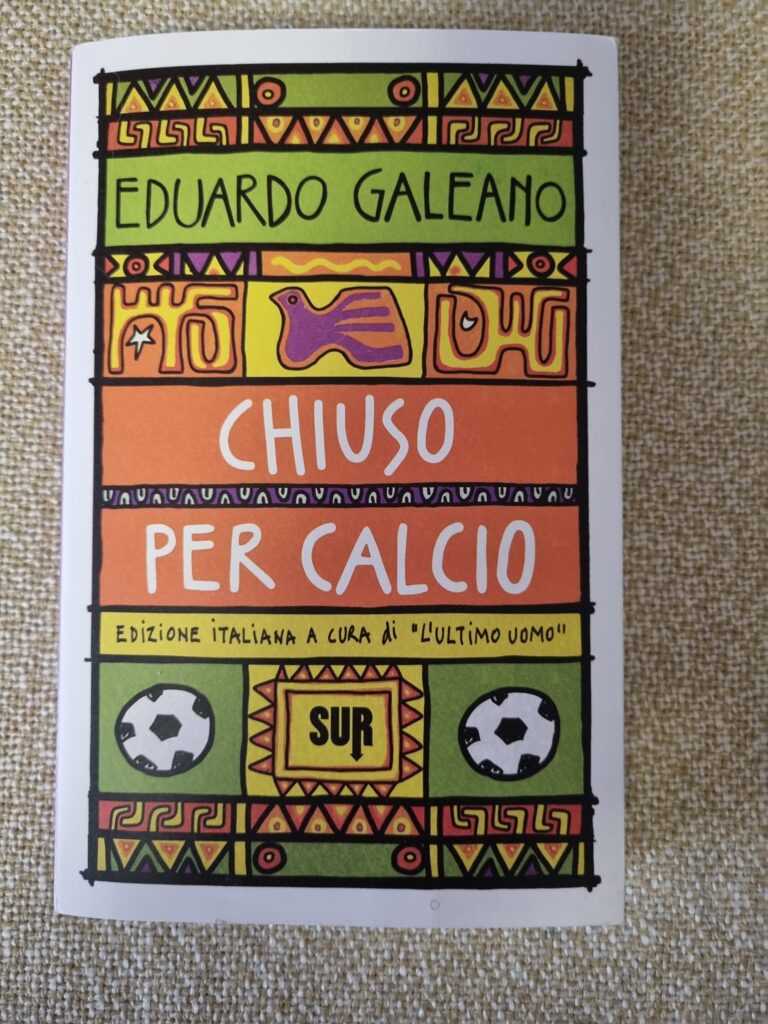 EDUARDO GALEANO
CHIUSO
PER CALCIO
EDIZIONE iTALiANA A CURA di "L'ULTIMO UOMO"
SUR